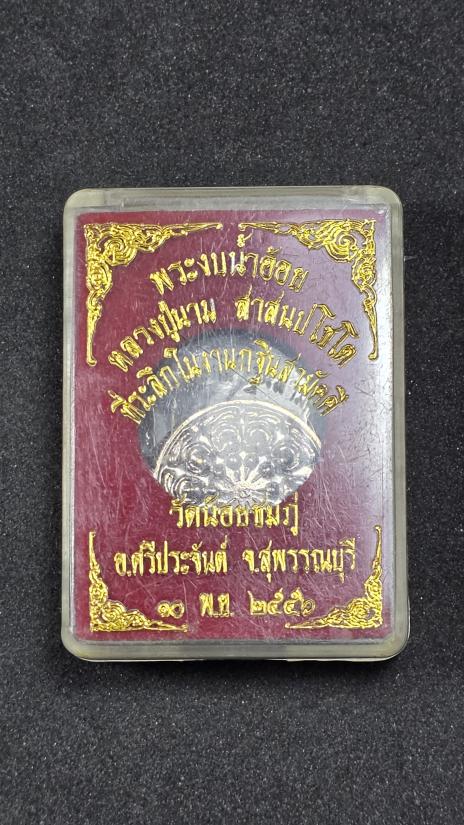 พระงบน้ำอ้อย
หลวงปู่นาม สาสนปโชโต
ที่ระลึกในงานกฐินสามัคคี
วัดน้อยชมภู่
อ.ศรีประจันต์ จ.สุพรรณบุรี
๑๐ พ.ย. ๒๕๕๑